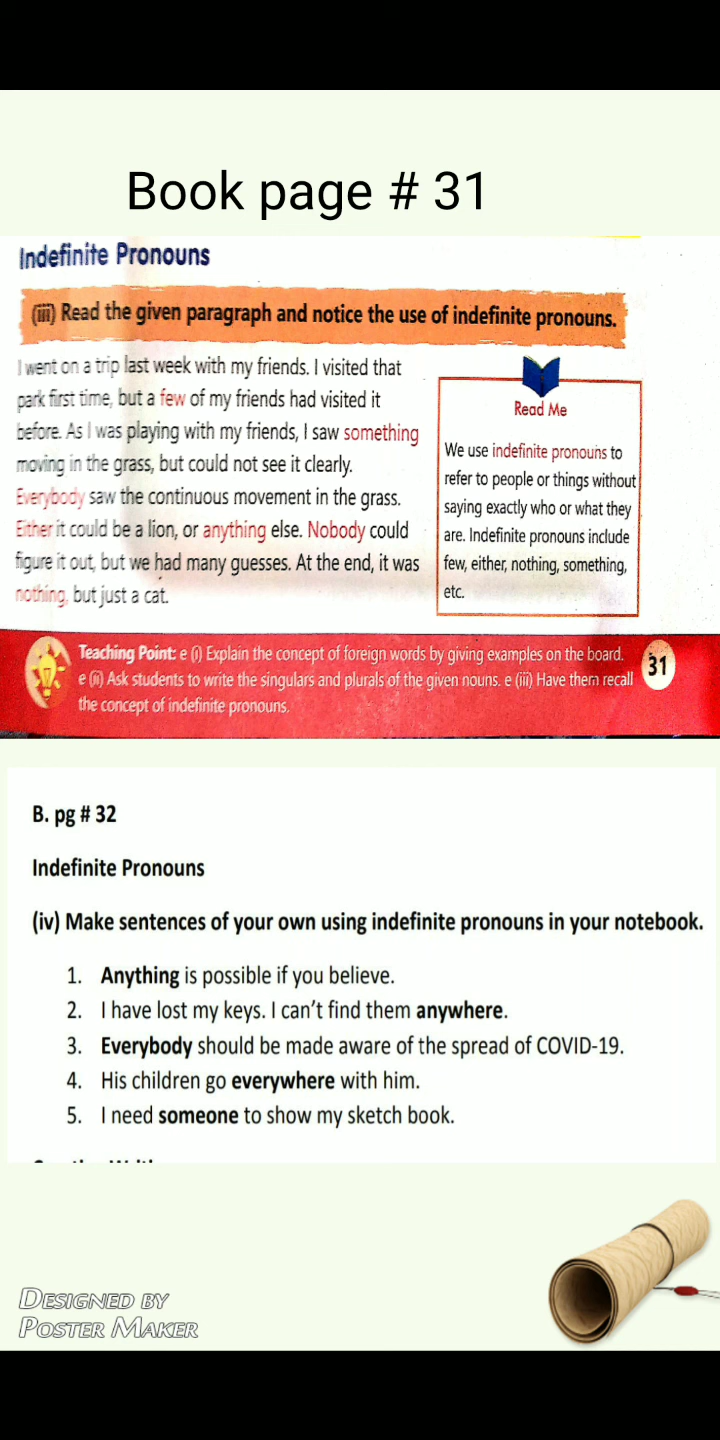 Book page # 31
Indefinite Pronouns
(iii) Read the given paragraph and notice the use of indefinite pronouns.
I went on a trip last week with my friends. I visited that
park first time, but a few of my friends had visited it
before. As I was playing with my friends, I saw something
moving in the grass, but could not see it clearly.
Everybody saw the continuous movement in the grass.
Either it could be a lion, or anything else. Nobody could
figure it out, but we had many guesses. At the end, it was
nothing, but just a cat.
Read Me
We use indefinite pronouns to
refer to people or things without
saying exactly who or what they
are. Indefinite pronouns include
few, either, nothing, something,
etc.
Teaching Point: e (i) Explain the concept of foreign words by giving examples on the board.
e (ii) Ask students to write the singulars and plurals of the given nouns. e (iii) Have them recall
the concept of indefinite pronouns.
31
B. pg # 32
Indefinite Pronouns
(iv) Make sentences of your own using indefinite pronouns in your notebook.
1. Anything is possible if you believe.
2. I have lost my keys. I can't find them anywhere.
3. Everybody should be made aware of the spread of COVID-19.
4. His children go everywhere with him.
5. I need someone to show my sketch book.
DESIGNED BY
POSTER MAKER